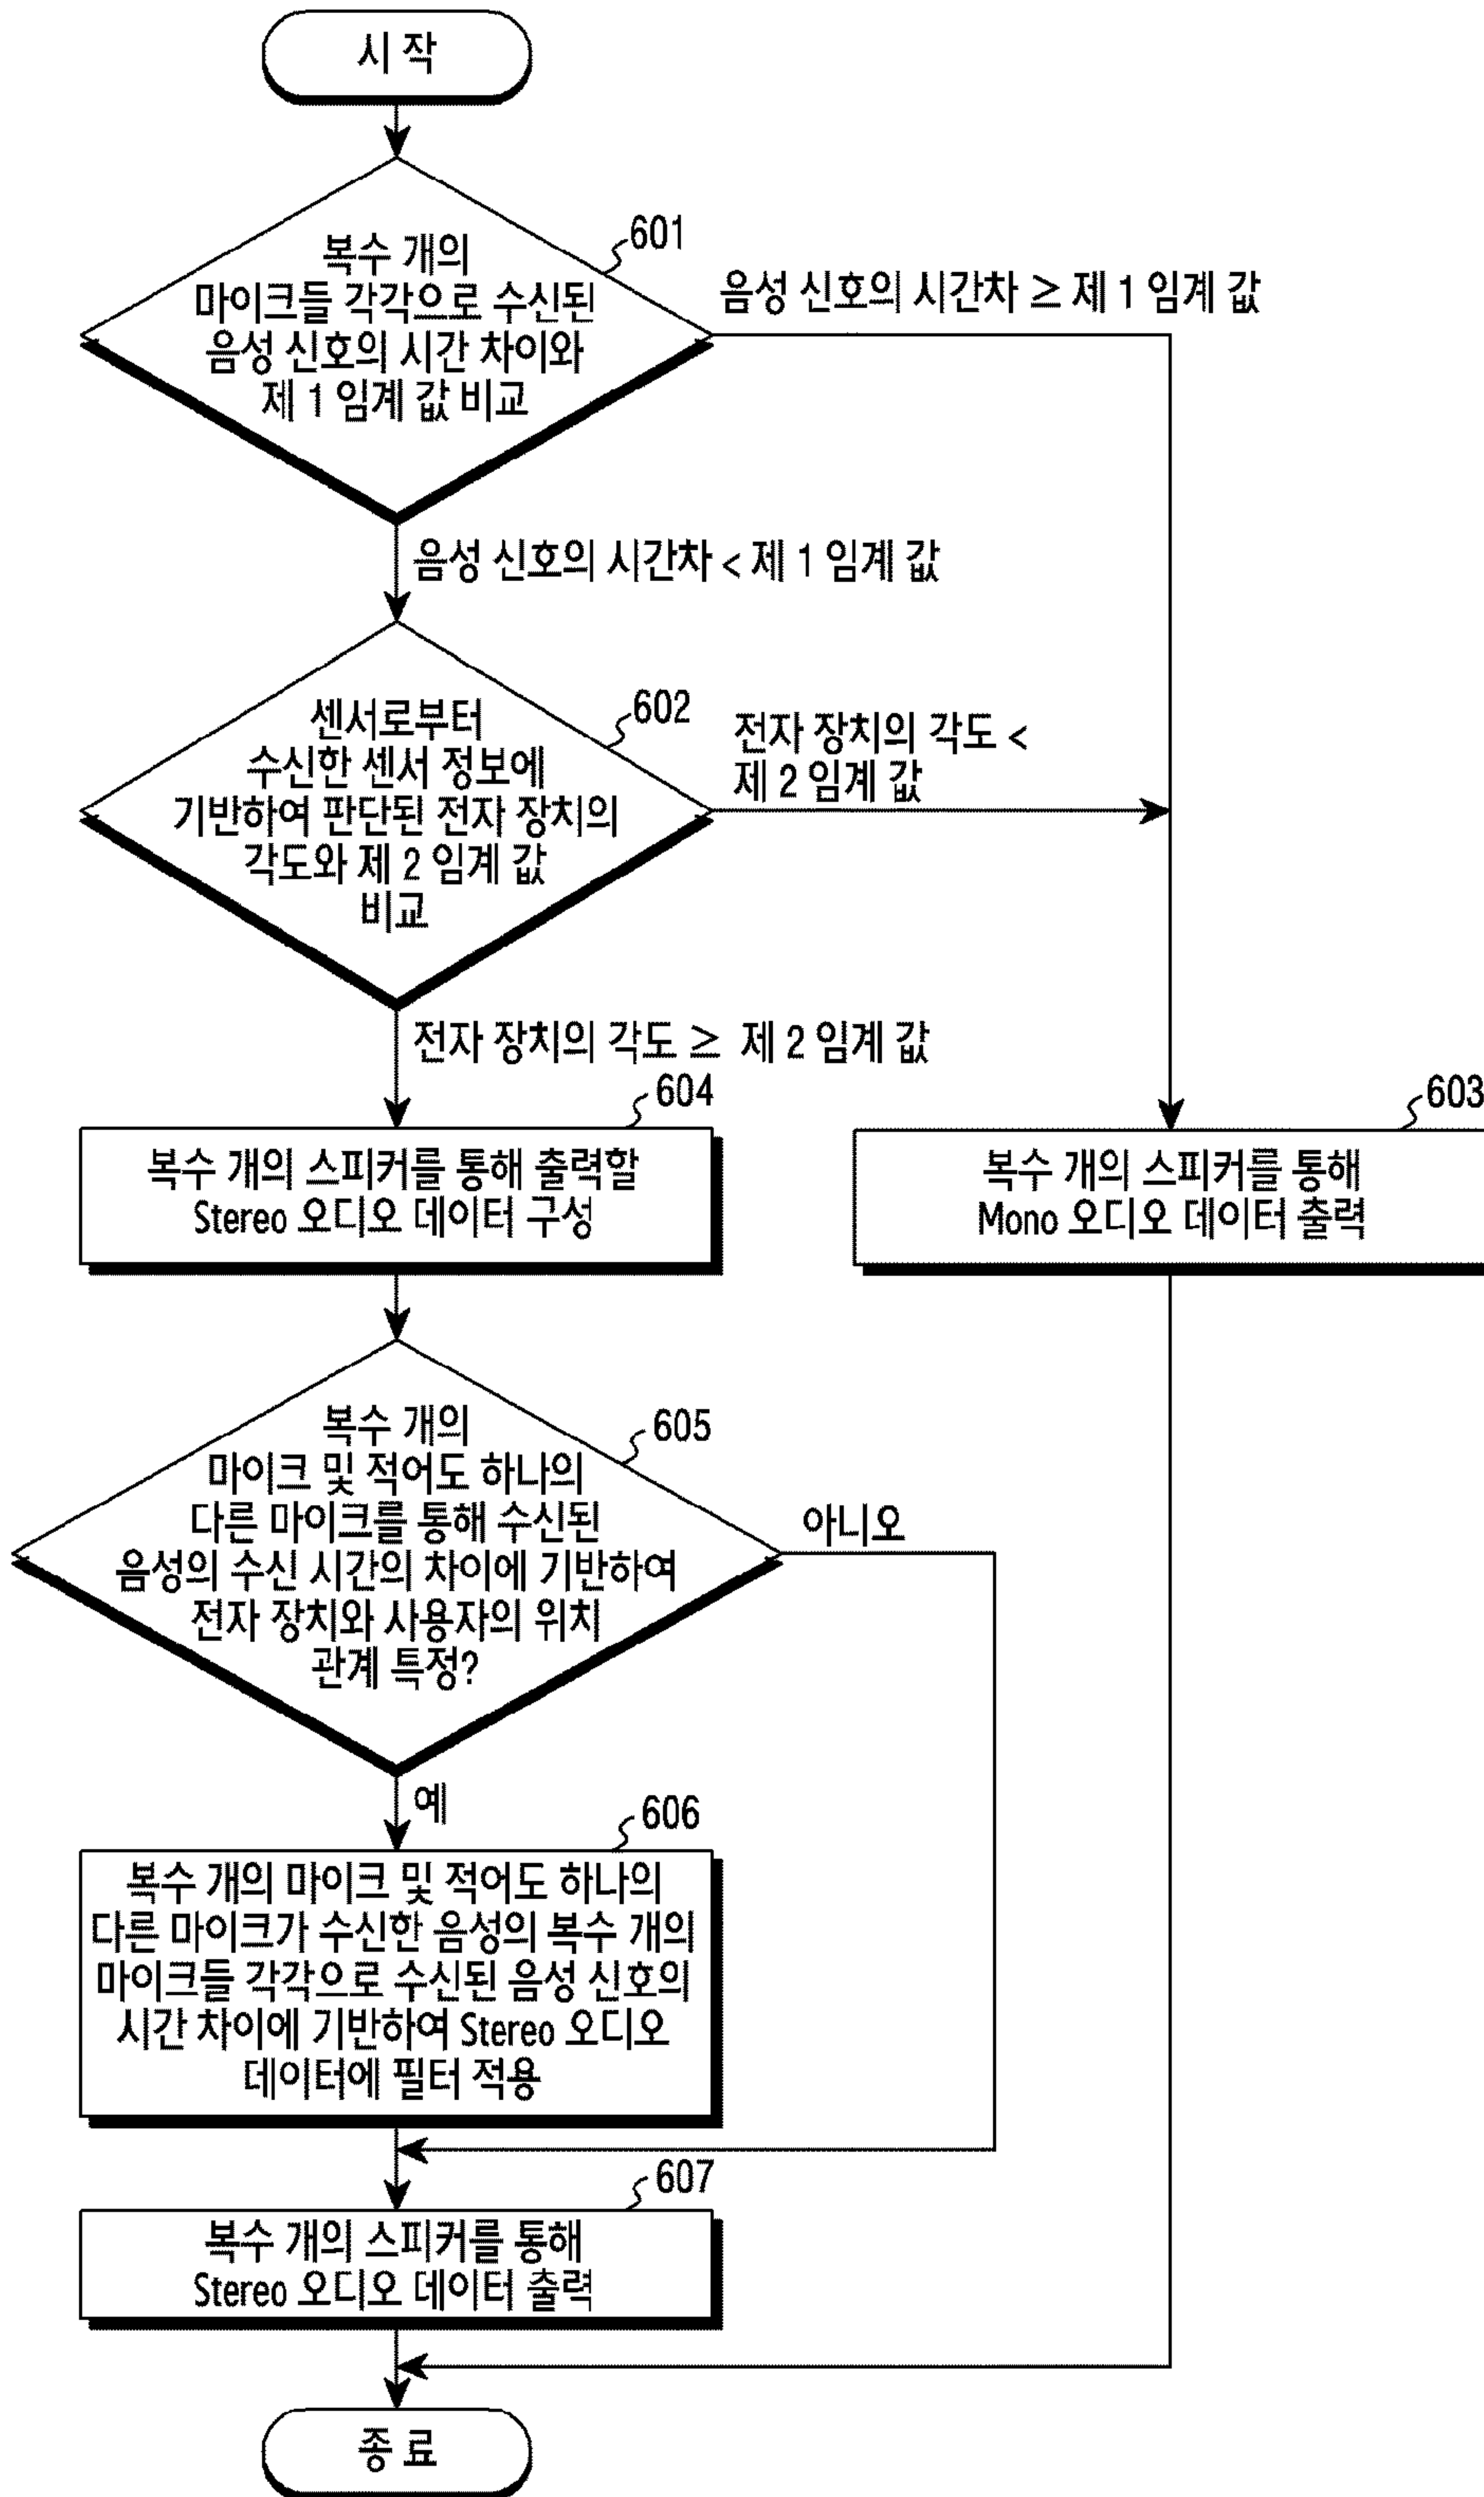 시 작
601
복수 개의
마이크들 각각으로 수신된
음성 신호의 시간 차이와
제 1 임계 값 비교
음성 신호의 시간차 ≥ 제 1 임계 값
음성 신호의 시간차 < 제 1 임계 값
602
센서로부터
수신한 센서 정보에
기반하여 판단된 전자 장치의
각도와 제 2 임계 값
비교
전자 장치의 각도 <
제 2 임계 값
전자 장치의 각도 ≥ 제 2 임계 값
604
복수 개의 스피커를 통해 출력할
Stereo 오디오 데이터 구성
603
복수 개의 스피커를 통해
Mono 오디오 데이터 출력
605
복수 개의
마이크 및 적어도 하나의
다른 마이크를 통해 수신된
음성의 수신 시간의 차이에 기반하여
전자 장치와 사용자의 위치
관계 특정?
아니오
예
606
복수 개의 마이크 및 적어도 하나의
다른 마이크가 수신한 음성의 복수 개의
마이크들 각각으로 수신된 음성 신호의
시간 차이에 기반하여 Stereo 오디오
데이터에 필터 적용
607
복수 개의 스피커를 통해
Stereo 오디오 데이터 출력
종 료